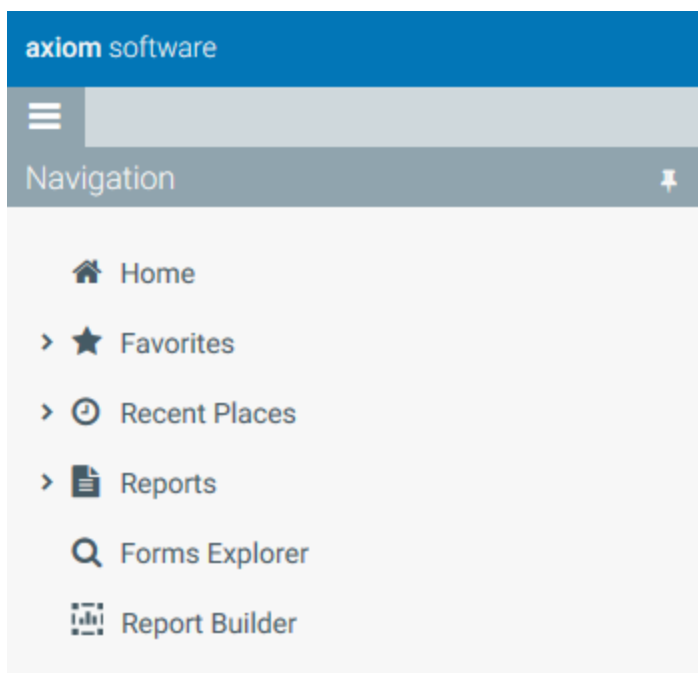 axiom software
Navigation
Home
Favorites
Recent Places
Reports
Forms Explorer
Report Builder